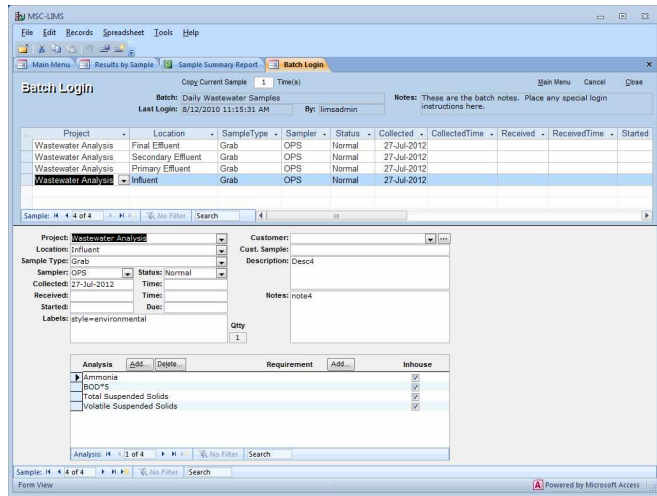 MSC-LIMS
File Edit Records Spreadsheet Tools Help
Main Menu Results by Sample Sample Summary Report Batch Login
Batch Login
Copy Current Sample 1 Time(s)
Main Menu Cancel Close
Batch: Daily Wastewater Samples
Last Login: 8/12/2010 11:15:31 AM By: limsadmin
Notes: These are the batch notes. Place any special login
instructions here.
Project Location SampleType Sampler Status Collected CollectedTime Received ReceivedTime Started
Wastewater Analysis Final Effluent Grab OPS Normal 27-Jul-2012
Wastewater Analysis Secondary Effluent Grab OPS Normal 27-Jul-2012
Wastewater Analysis Primary Effluent Grab OPS Normal 27-Jul-2012
Wastewater Analysis Influent Grab OPS Normal 27-Jul-2012
Sample: 4 of 4 No Filter Search
Project: Wastewater Analysis
Location: Influent
Sample Type: Grab
Sampler: OPS Status: Normal
Collected: 27-Jul-2012 Time:
Received: Time:
Started: Due:
Labels: style=environmental
Qtty
1
Customer: ...
Cust. Sample:
Description: Desc4
Notes: note4
Analysis Add... Delete... Requirement Add... Inhouse
Ammonia
BOD*5
Total Suspended Solids
Volatile Suspended Solids
Analysis: 1 of 4 No Filter Search
Sample: 4 of 4 No Filter Search
Form View Powered by Microsoft Access